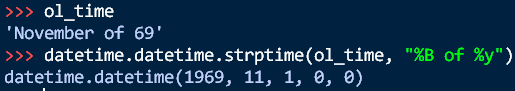 >>> ol_time
'November of 69'
>>> datetime.datetime.strptime(ol_time, "%B of %y")
datetime.datetime(1969, 11, 1, 0, 0)